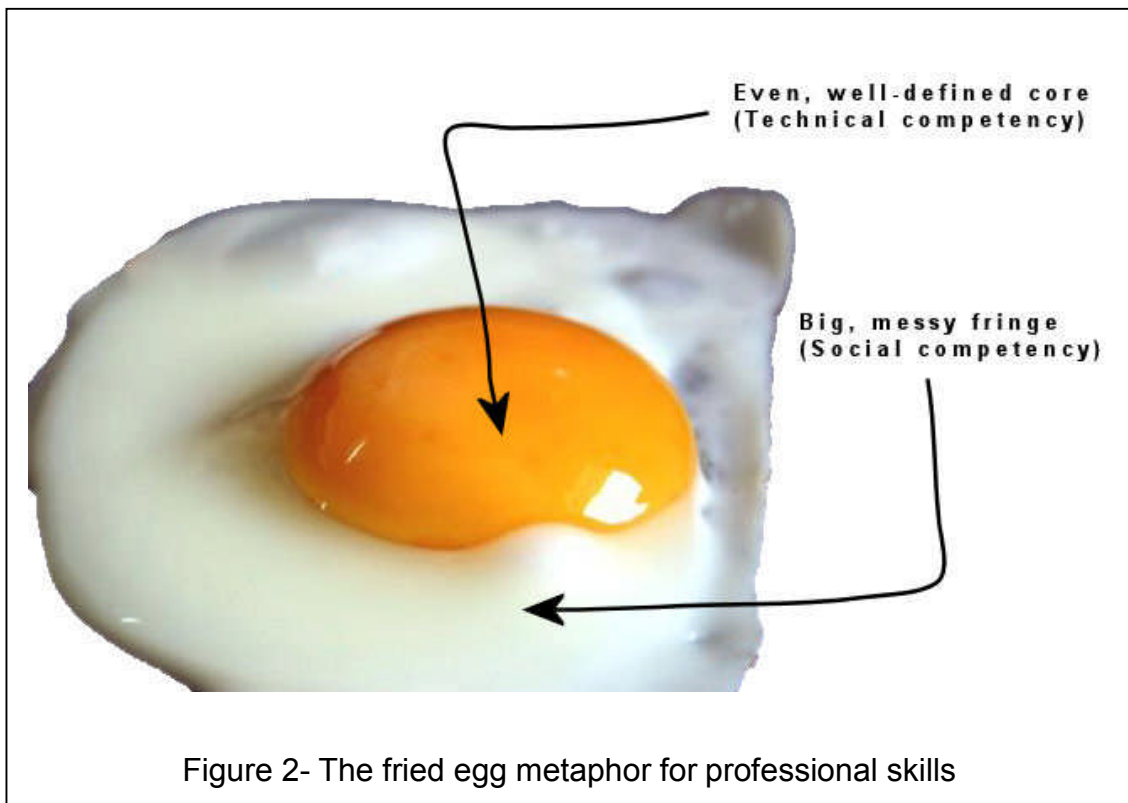 Even, well-defined core
(Technical competency)
Big, messy fringe
(Social competency)
Figure 2- The fried egg metaphor for professional skills